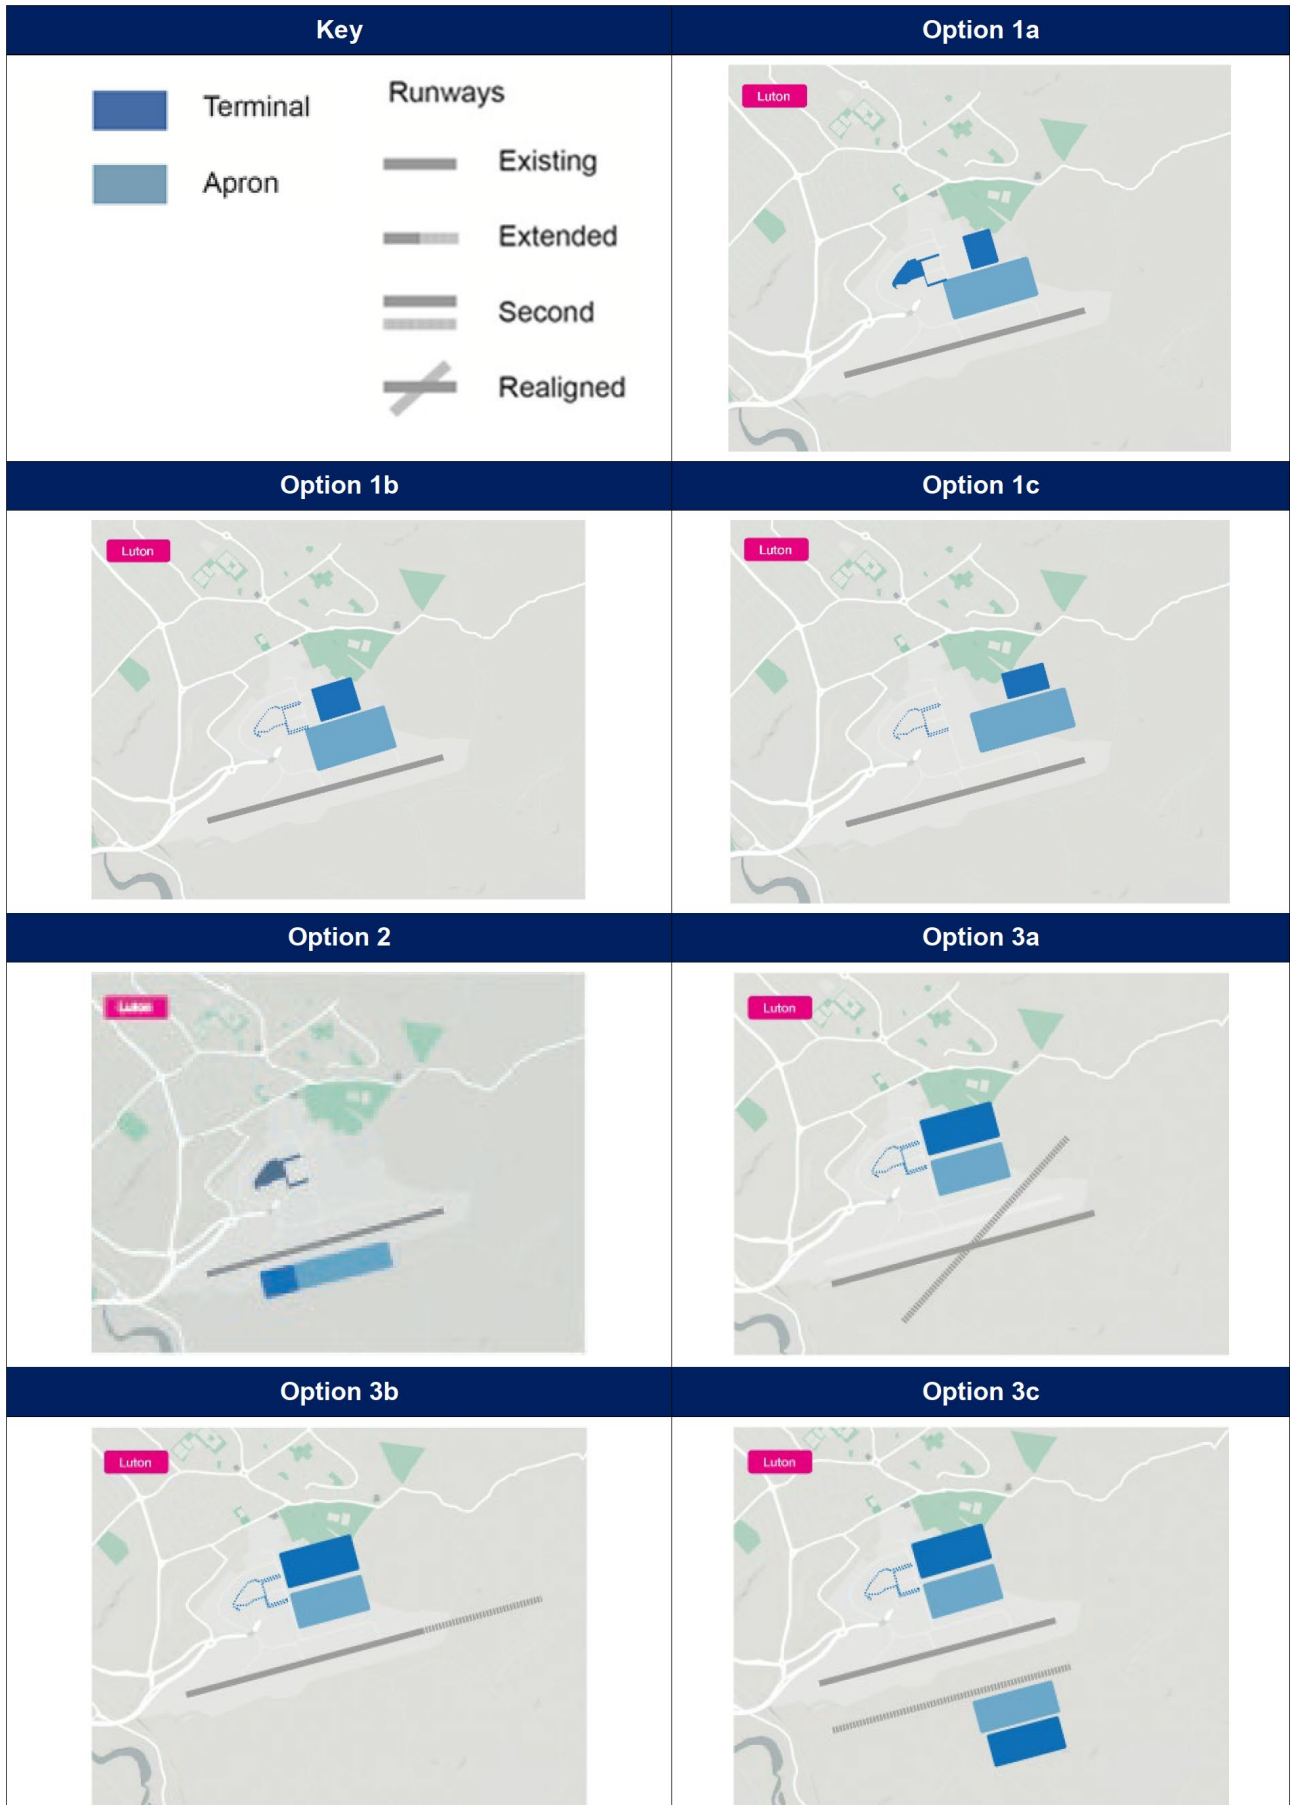 Key
Option 1a
Terminal
Apron
Runways
Existing
Extended
Second
Realigned
Luton
Option 1b
Option 1c
Luton
Luton
Option 2
Option 3a
Luton
Luton
Option 3b
Option 3c
Luton
Luton